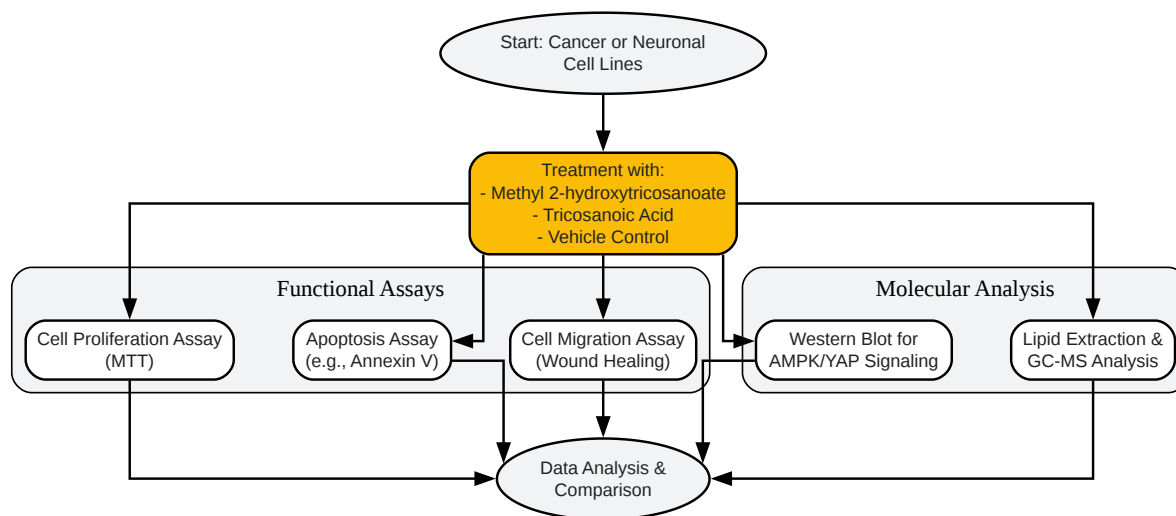 Start: Cancer or Neuronal
Cell Lines
Treatment with:
- Methyl 2-hydroxytricosanoate
- Tricosanoic Acid
- Vehicle Control
Functional Assays
Molecular Analysis
Cell Proliferation Assay
(MTT)
Apoptosis Assay
(e.g., Annexin V)
Cell Migration Assay
(Wound Healing)
Western Blot for
AMPK/YAP Signaling
Lipid Extraction &
GC-MS Analysis
Data Analysis &
Comparison